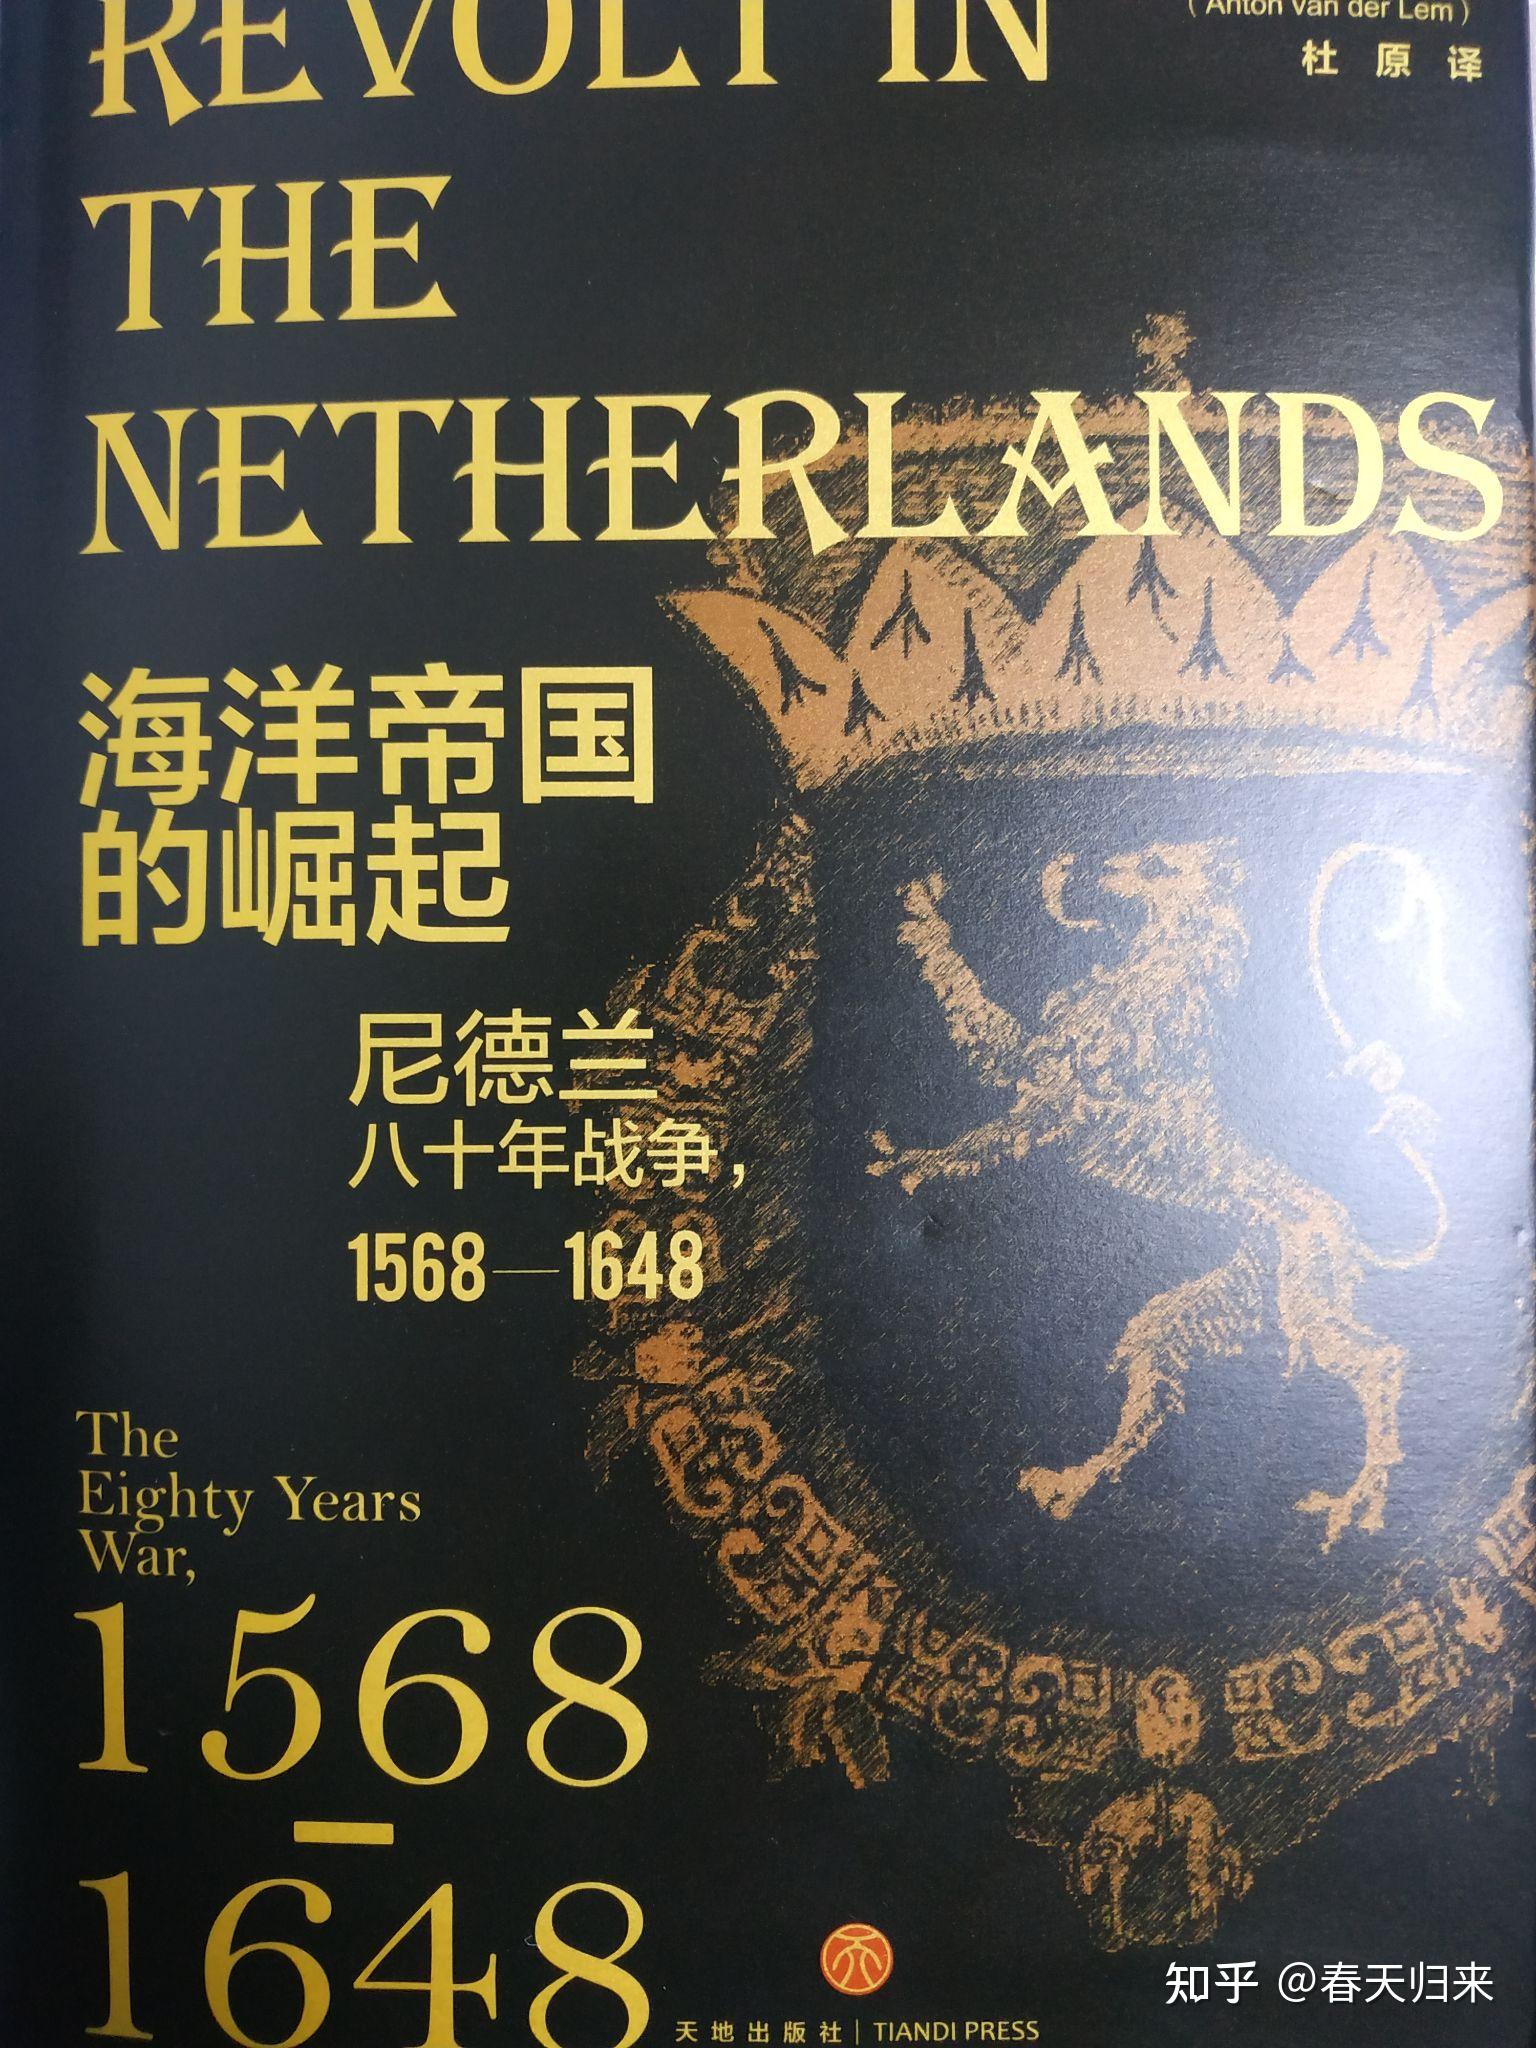 (Anton van der Lem)
杜原译
REVOLT IN
THE
NETHERLANDS
海洋帝国
的崛起
尼德兰
八十年战争，
1568—1648
The
Eighty Years
War,
1568
–
1648
天地出版社 | TIANDI PRESS
知乎 @春天归来